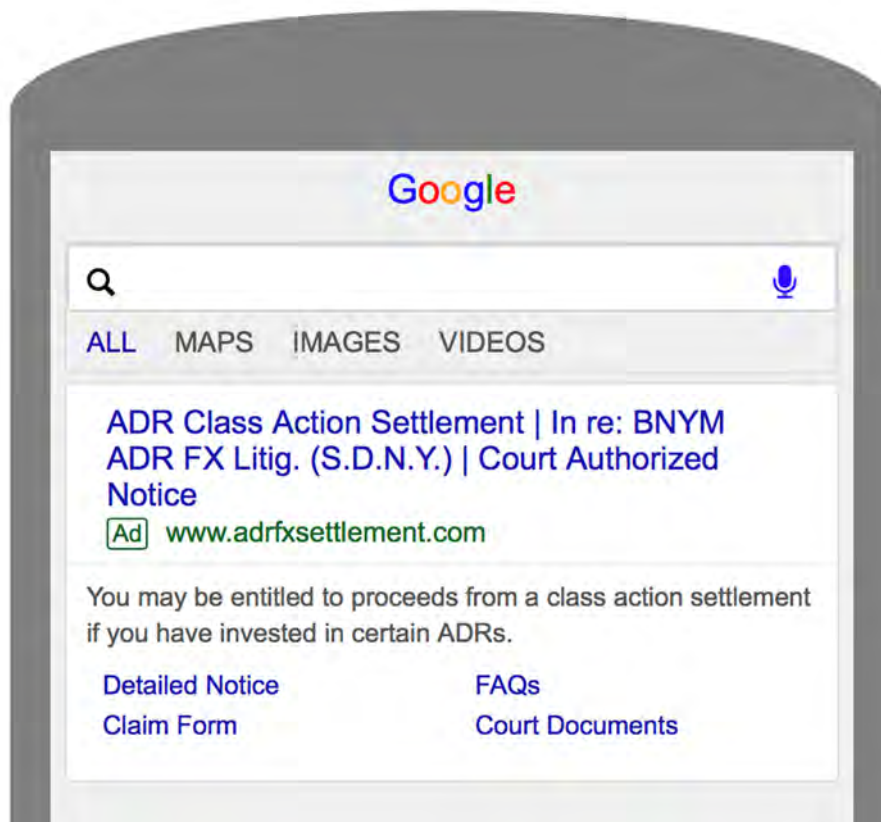 Google
ALL MAPS IMAGES VIDEOS
ADR Class Action Settlement | In re: BNYM
ADR FX Litig. (S.D.N.Y.) | Court Authorized
Notice
Ad www.adrfxsettlement.com
You may be entitled to proceeds from a class action settlement
if you have invested in certain ADRs.
Detailed Notice FAQs
Claim Form Court Documents